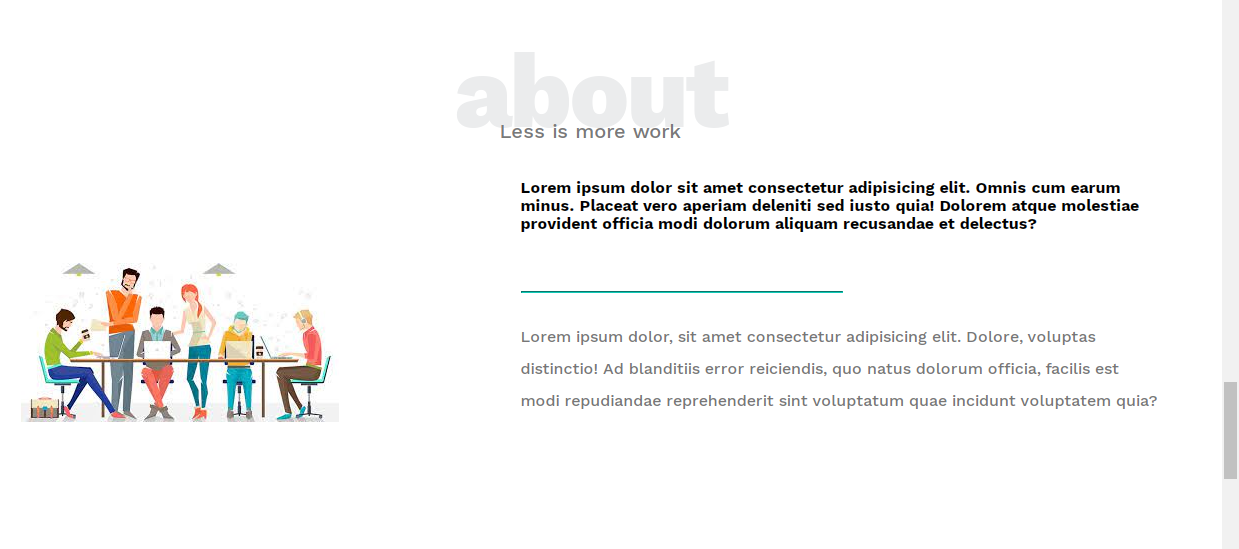 about
Less is more work
Lorem ipsum dolor sit amet consectetur adipisicing elit. Omnis cum earum
minus. Placeat vero aperiam deleniti sed iusto quia! Dolorem atque molestiae
provident officia modi dolorum aliquam recusandae et delectus?
Lorem ipsum dolor, sit amet consectetur adipisicing elit. Dolore, voluptas
distinctio! Ad blanditiis error reiciendis, quo natus dolorum officia, facilis est
modi repudiandae reprehenderit sint voluptatum quae incidunt voluptatem quia?